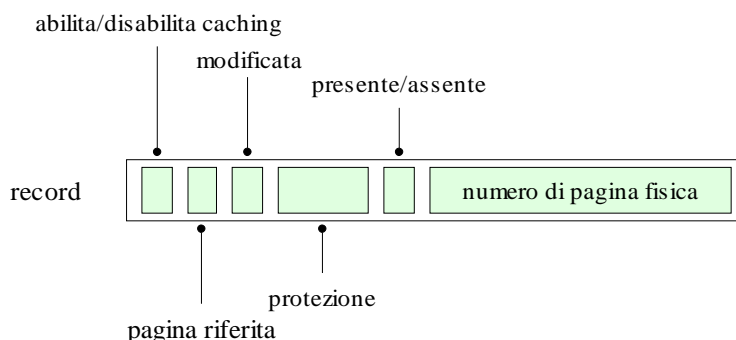 abilita/disabilita caching
modificata
presente/assente
record
numero di pagina fisica
protezione
pagina riferita